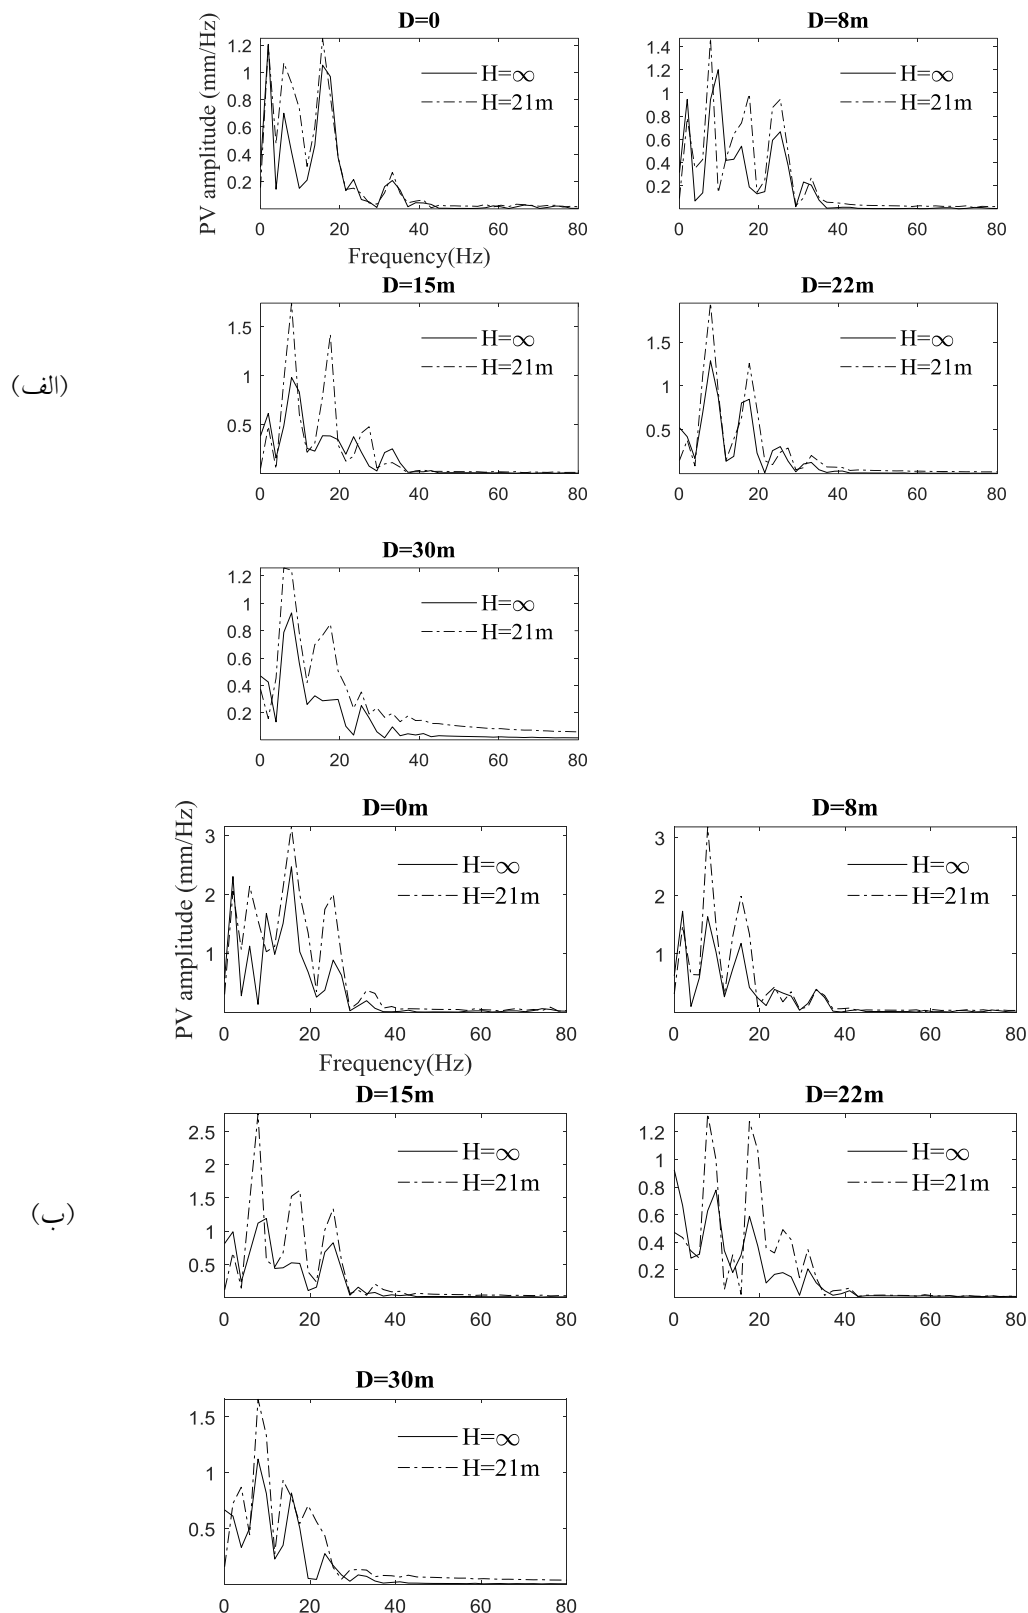 D=0
PV amplitude (mm/Hz)
1.2
1
0.8
0.6
0.4
0.2
H=∞
H=21m
0 20 40 60 80
Frequency(Hz)
D=8m
1.4
1.2
1
0.8
0.6
0.4
0.2
H=∞
H=21m
0 20 40 60 80
(الف)
D=15m
1.5
1
0.5
H=∞
H=21m
0 20 40 60 80
D=22m
1.5
1
0.5
H=∞
H=21m
0 20 40 60 80
D=30m
1.2
1
0.8
0.6
0.4
0.2
H=∞
H=21m
0 20 40 60 80
D=0m
PV amplitude (mm/Hz)
3
2
1
H=∞
H=21m
0 20 40 60 80
Frequency(Hz)
D=8m
3
2
1
H=∞
H=21m
0 20 40 60 80
(ب)
D=15m
2.5
2
1.5
1
0.5
H=∞
H=21m
0 20 40 60 80
D=22m
1.2
1
0.8
0.6
0.4
0.2
H=∞
H=21m
0 20 40 60 80
D=30m
1.5
1
0.5
H=∞
H=21m
0 20 40 60 80